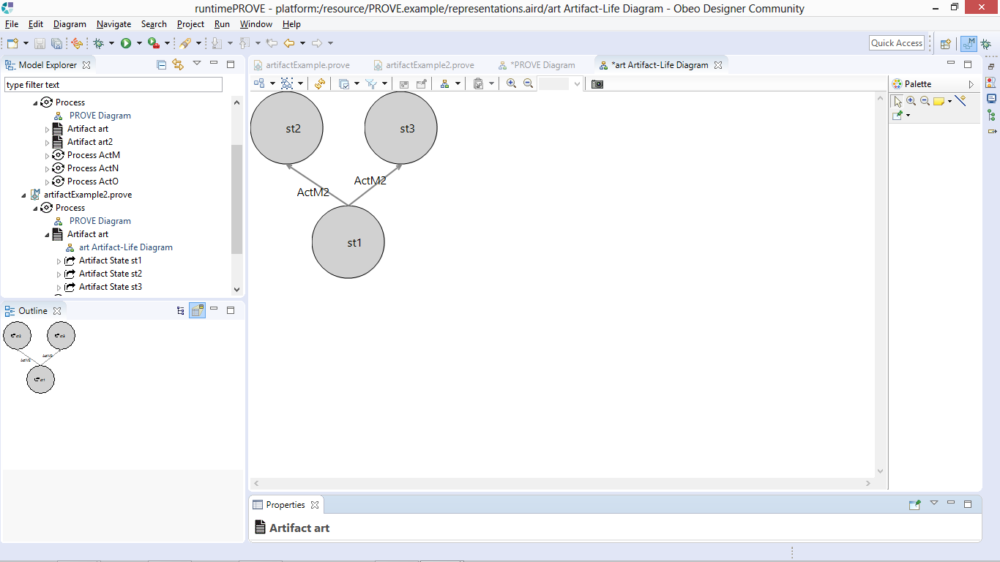 runtimePROVE - platform:/resource/PROVE.example/representations.aird/art Artifact-Life Diagram - Obeo Designer Community
File Edit Diagram Navigate Search Project Run Window Help
Quick Access
Model Explorer
type filter text
Process
PROVE Diagram
Artifact art
Artifact art2
Process ActM
Process ActN
Process ActO
artifactExample2.prove
Process
PROVE Diagram
Artifact art
art Artifact-Life Diagram
Artifact State st1
Artifact State st2
Artifact State st3
Outline
artifactExample.prove artifactExample2.prove *PROVE Diagram *art Artifact-Life Diagram
Palette
st2 st3
ActM2
ActM2
st1
Properties
Artifact art